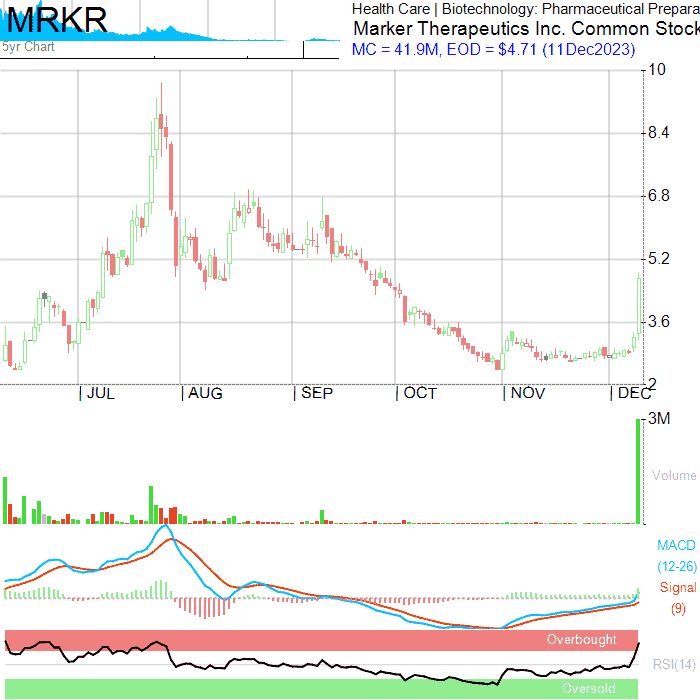 MRKR
5yr Chart
Health Care | Biotechnology: Pharmaceutical Prepara
Marker Therapeutics Inc. Common Stock
MC = 41.9M, EOD = $4.71 (11Dec2023)
10
8.4
6.8
5.2
3.6
2
| JUL | AUG | SEP | OCT | NOV | DEC
3M
Volume
MACD
(12-26)
Signal
(9)
Overbought
RSI(14)
Oversold